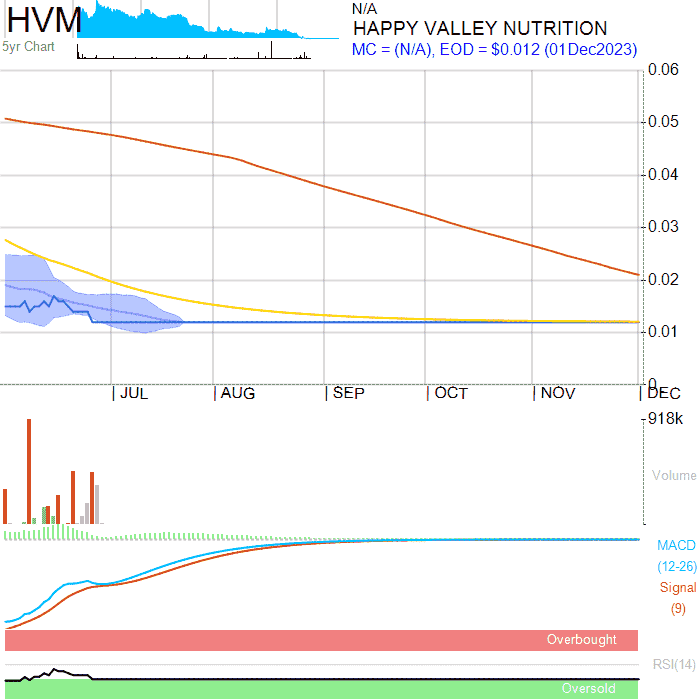 HVM
5yr Chart
N/A
HAPPY VALLEY NUTRITION
MC = (N/A), EOD = $0.012 (01Dec2023)
0.06
0.05
0.04
0.03
0.02
0.01
0
JUL
AUG
SEP
OCT
NOV
DEC
918k
Volume
MACD
(12-26)
Signal
(9)
Overbought
RSI(14)
Oversold